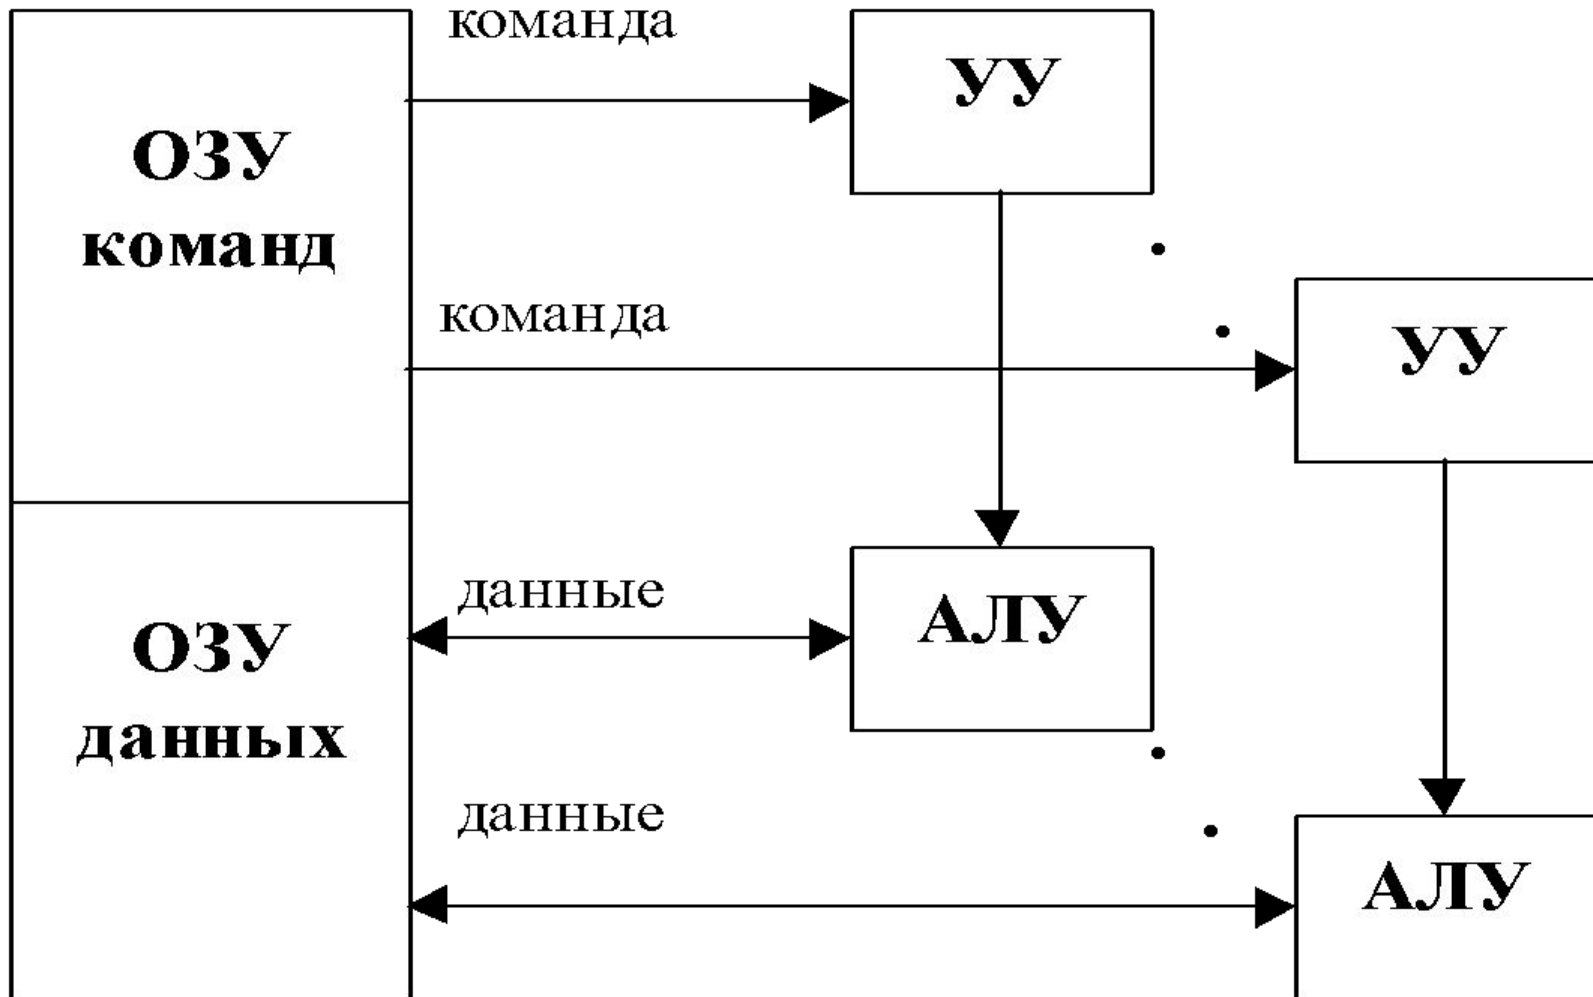 команда
УУ
ОЗУ
команд
команда
УУ
данные
АЛУ
ОЗУ
данных
данные
АЛУ